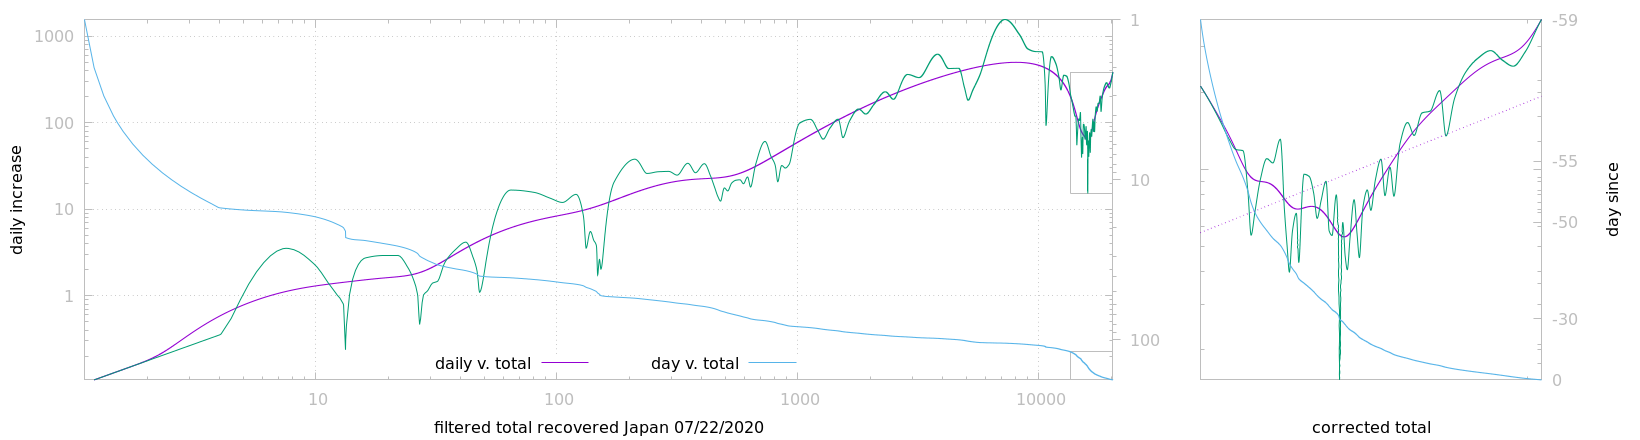 daily increase
1000
100
10
1
10
100
1000
10000
1
10
100
daily v. total
day v. total
filtered total recovered Japan 07/22/2020
-59
-55
-50
-30
0
day since
corrected total